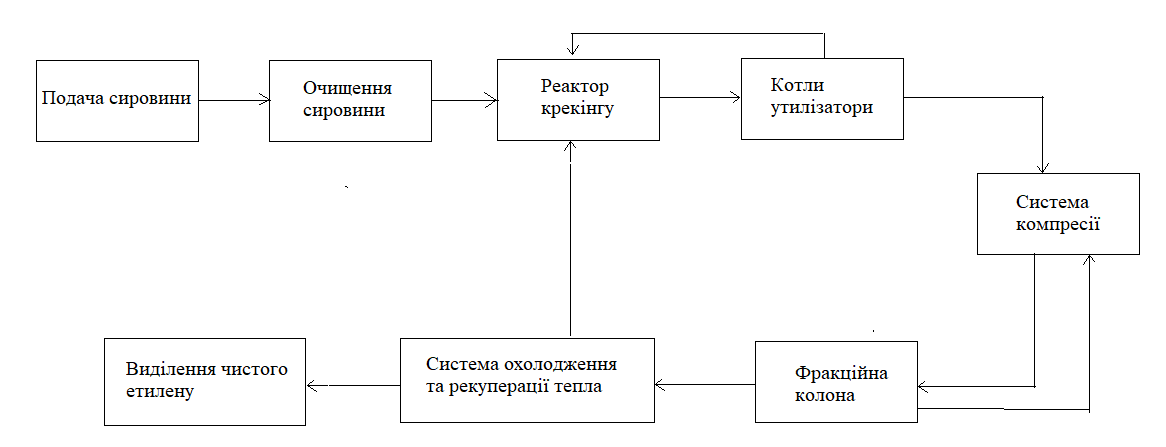 Подача сировини
Очищення
сировини
Реактор
крекінгу
Котли
утилізатори
Система
компресії
Виділення чистого
етилену
Система охолодження
та рекуперації тепла
Фракційна
колона